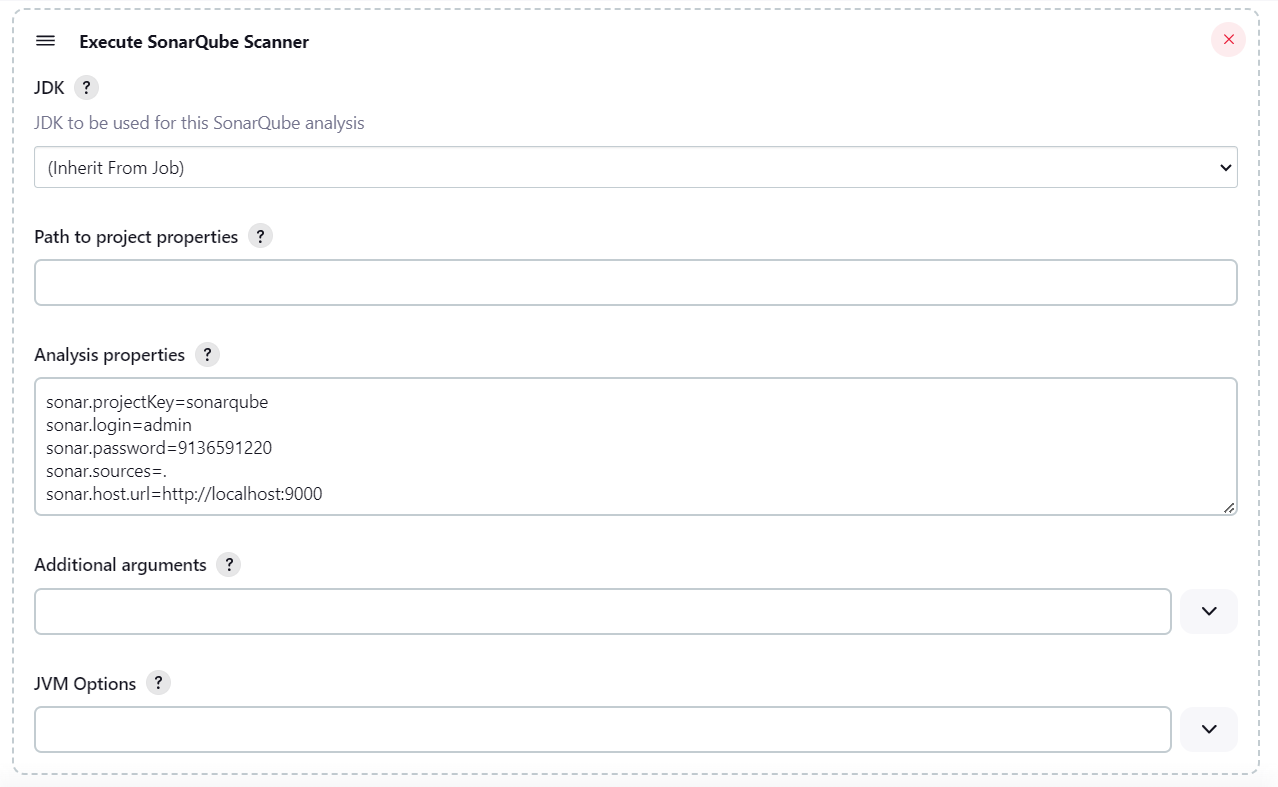 Execute SonarQube Scanner
JDK ?
JDK to be used for this SonarQube analysis
(Inherit From Job)
Path to project properties ?
Analysis properties ?
sonar.projectKey=sonarqube
sonar.login=admin
sonar.password=9136591220
sonar.sources=.
sonar.host.url=http://localhost:9000
Additional arguments ?
JVM Options ?